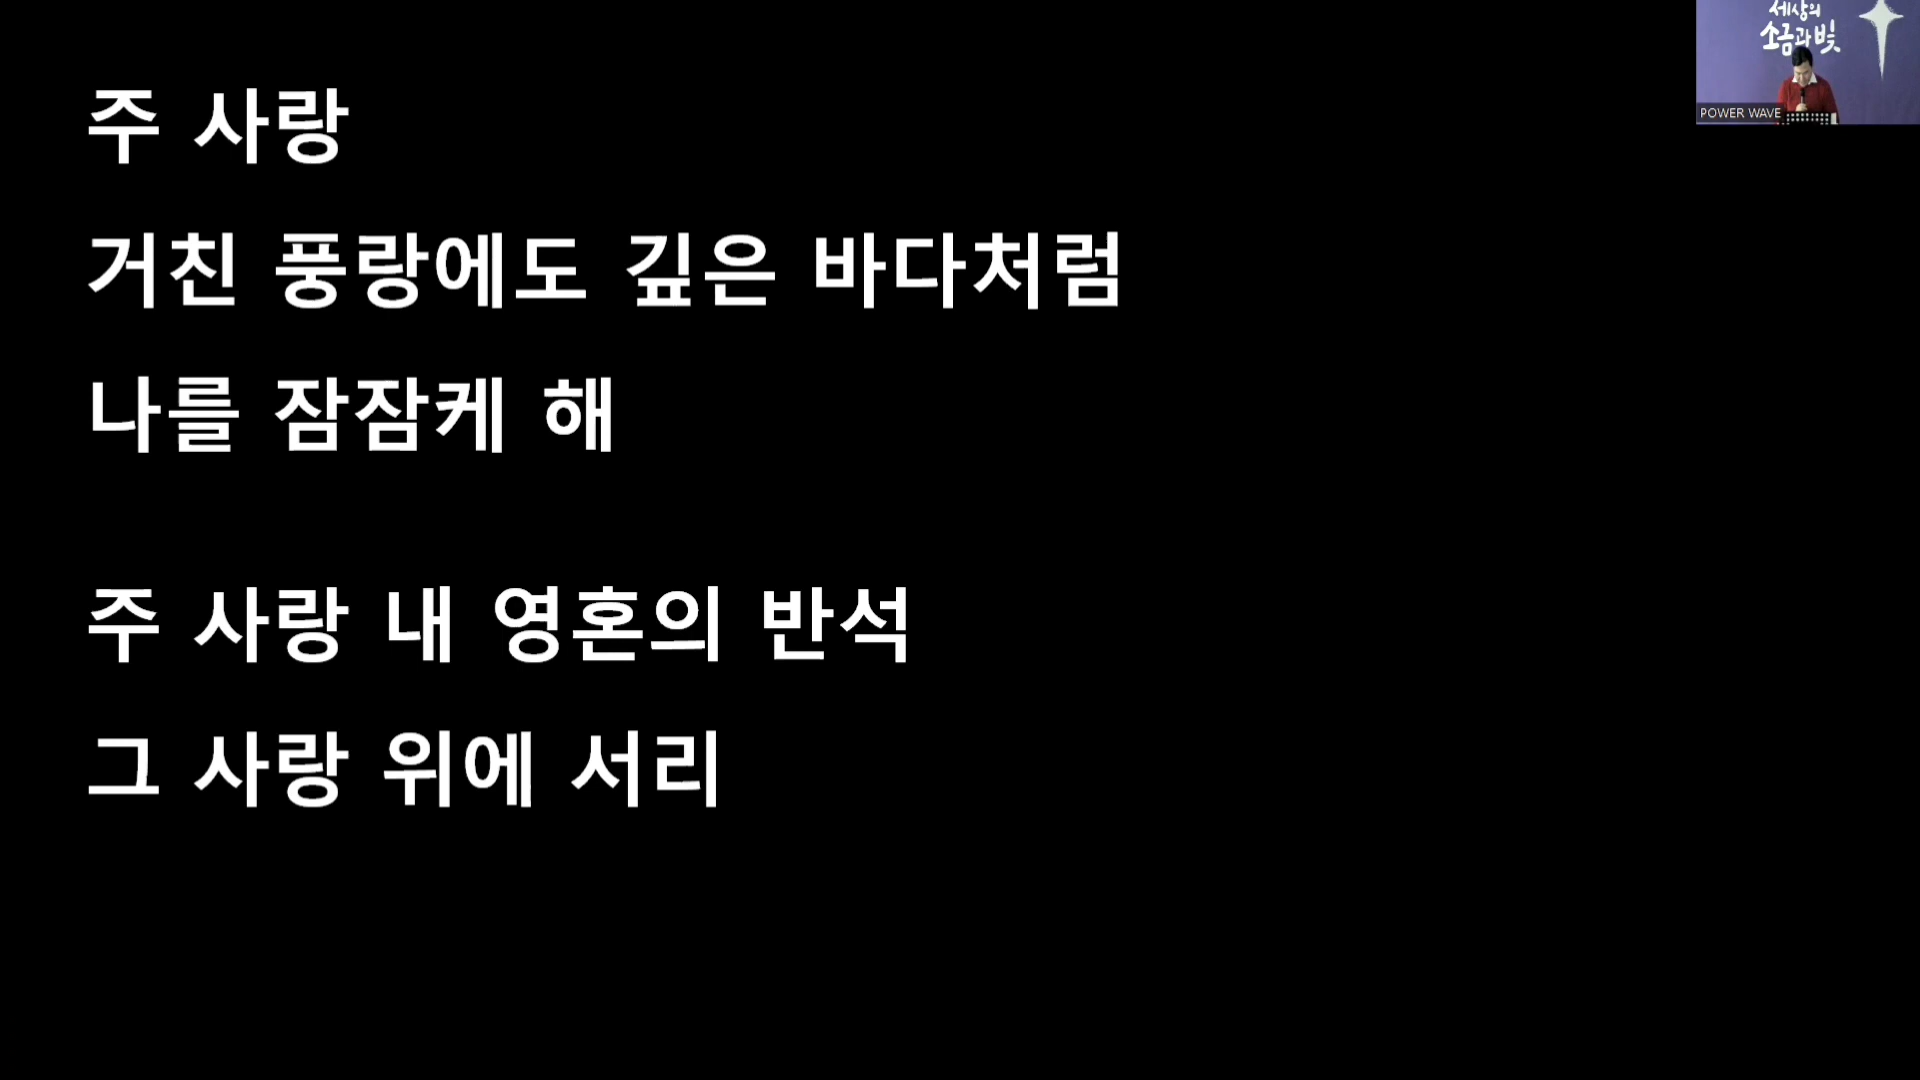 주 사랑
거친 풍랑에도 깊은 바다처럼
나를 잠잠케 해
주 사랑 내 영혼의 반석
그 사랑 위에 서리
세상의
소금과 빛
POWER WAVE